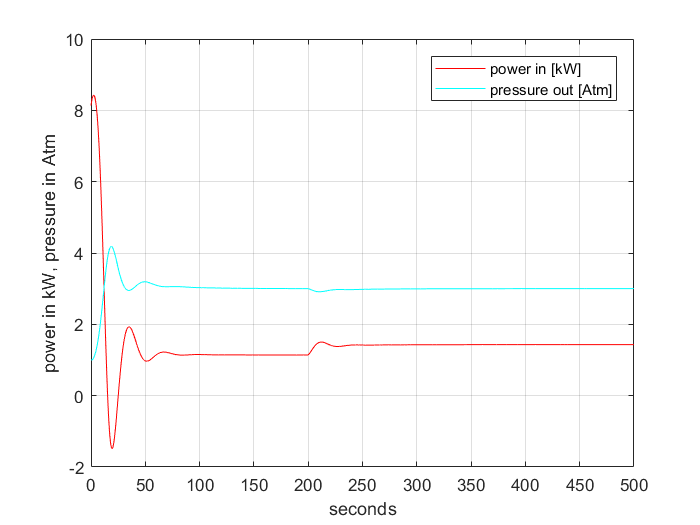 10
8
6
4
2
0
-2
power in kW, pressure in Atm
power in [kW]
pressure out [Atm]
0 50 100 150 200 250 300 350 400 450 500
seconds